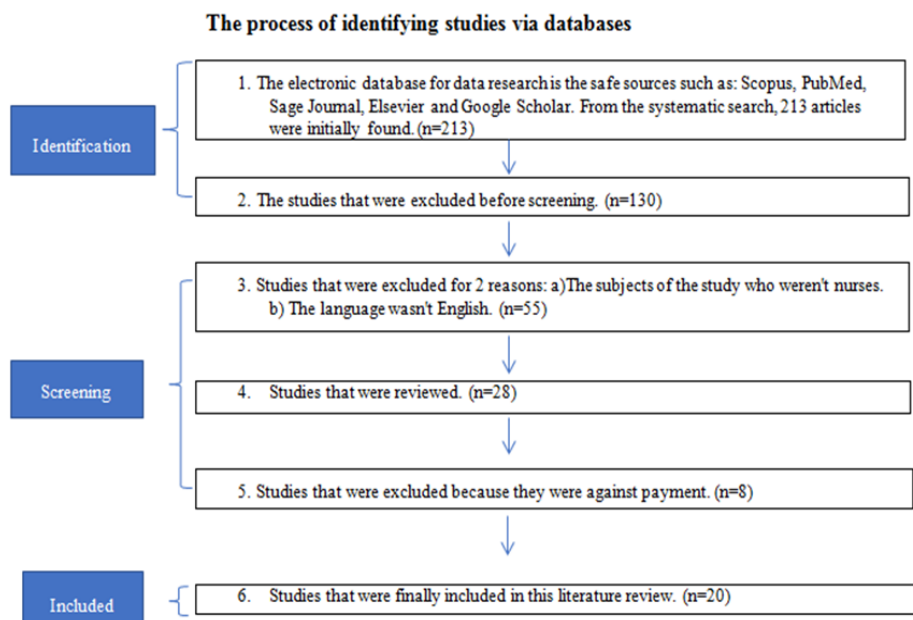 The process of identifying studies via databases
1. The electronic database for data research is the safe sources such as: Scopus, PubMed,
Sage Journal, Elsevier and Google Scholar. From the systematic search, 213 articles
were initially found. (n=213)
Identification
2. The studies that were excluded before screening. (n=130)
3. Studies that were excluded for 2 reasons: a)The subjects of the study who weren't nurses.
b) The language wasn't English. (n=55)
Screening
4. Studies that were reviewed. (n=28)
5. Studies that were excluded because they were against payment. (n=8)
6. Studies that were finally included in this literature review. (n=20)
Included